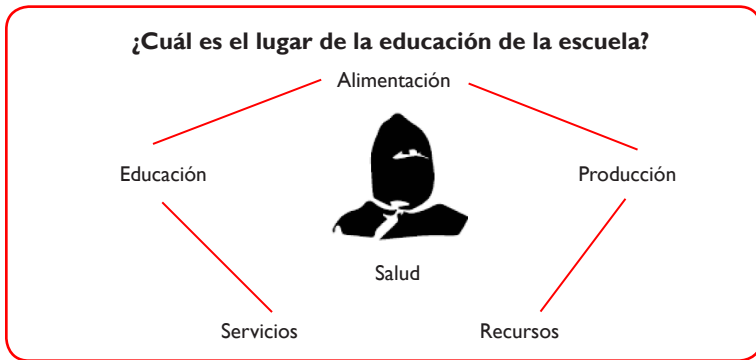 ¿Cuál es el lugar de la educación de la escuela?
Alimentación
Educación
Producción
Salud
Servicios
Recursos